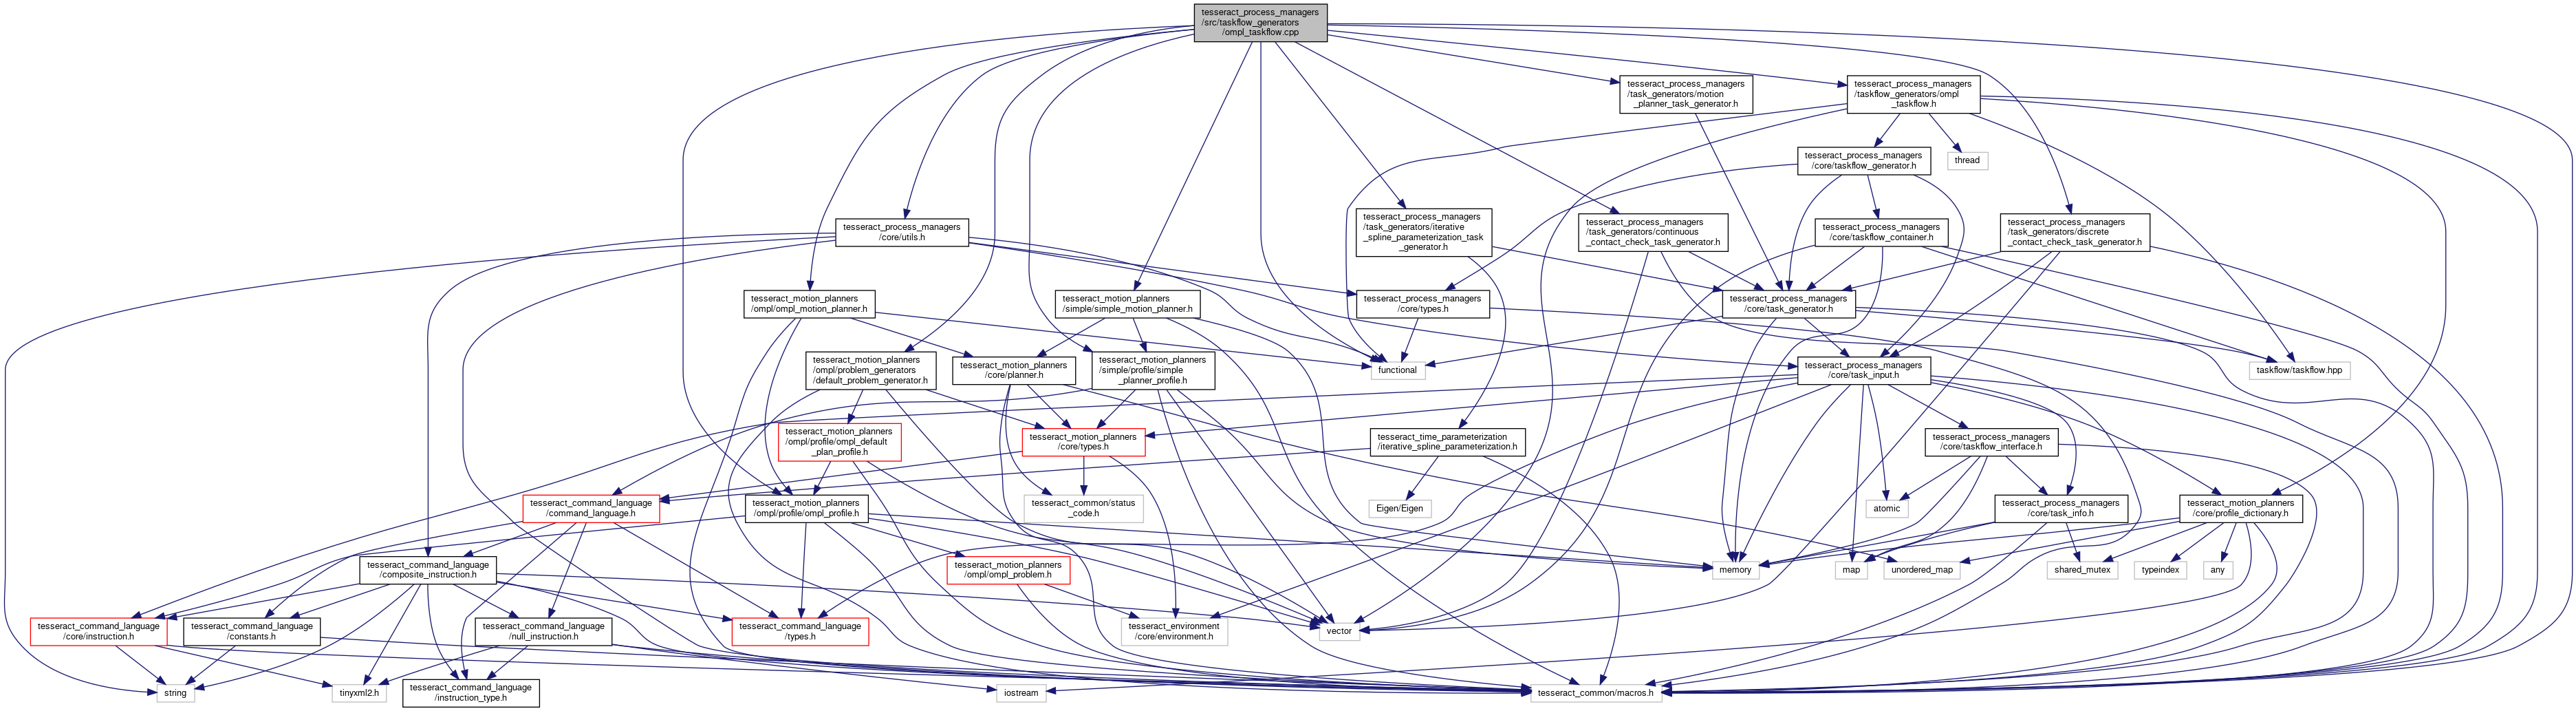 tesseract_process_managers
/src/taskflow_generators
/ompl_taskflow.cpp
tesseract_process_managers
/task_generators/motion
_planner_task_generator.h
tesseract_process_managers
/taskflow_generators/ompl
_taskflow.h
tesseract_process_managers
/core/taskflow_generator.h
thread
tesseract_process_managers
/core/utils.h
tesseract_process_managers
/task_generators/iterative
_spline_parameterization_task
_generator.h
tesseract_process_managers
/task_generators/continuous
_contact_check_task_generator.h
tesseract_process_managers
/core/taskflow_container.h
tesseract_process_managers
/task_generators/discrete
_contact_check_task_generator.h
tesseract_motion_planners
/ompl/ompl_motion_planner.h
tesseract_motion_planners
/simple/simple_motion_planner.h
tesseract_process_managers
/core/types.h
tesseract_process_managers
/core/task_generator.h
tesseract_motion_planners
/ompl/problem_generators
/default_problem_generator.h
tesseract_motion_planners
/core/planner.h
tesseract_motion_planners
/simple/profile/simple
_planner_profile.h
functional
tesseract_process_managers
/core/task_input.h
taskflow/taskflow.hpp
tesseract_motion_planners
/ompl/profile/ompl_default
_plan_profile.h
tesseract_motion_planners
/core/types.h
tesseract_time_parameterization
/iterative_spline_parameterization.h
tesseract_process_managers
/core/taskflow_interface.h
tesseract_command_language
/command_language.h
tesseract_motion_planners
/ompl/profile/ompl_profile.h
tesseract_common/status
_code.h
Eigen/Eigen
atomic
tesseract_process_managers
/core/task_info.h
tesseract_motion_planners
/core/profile_dictionary.h
tesseract_command_language
/composite_instruction.h
tesseract_motion_planners
/ompl/ompl_problem.h
memory
map
unordered_map
shared_mutex
typeindex
any
tesseract_command_language
/core/instruction.h
tesseract_command_language
/constants.h
tesseract_command_language
/null_instruction.h
tesseract_command_language
/types.h
tesseract_environment
/core/environment.h
vector
string
tinyxml2.h
tesseract_command_language
/instruction_type.h
iostream
tesseract_common/macros.h